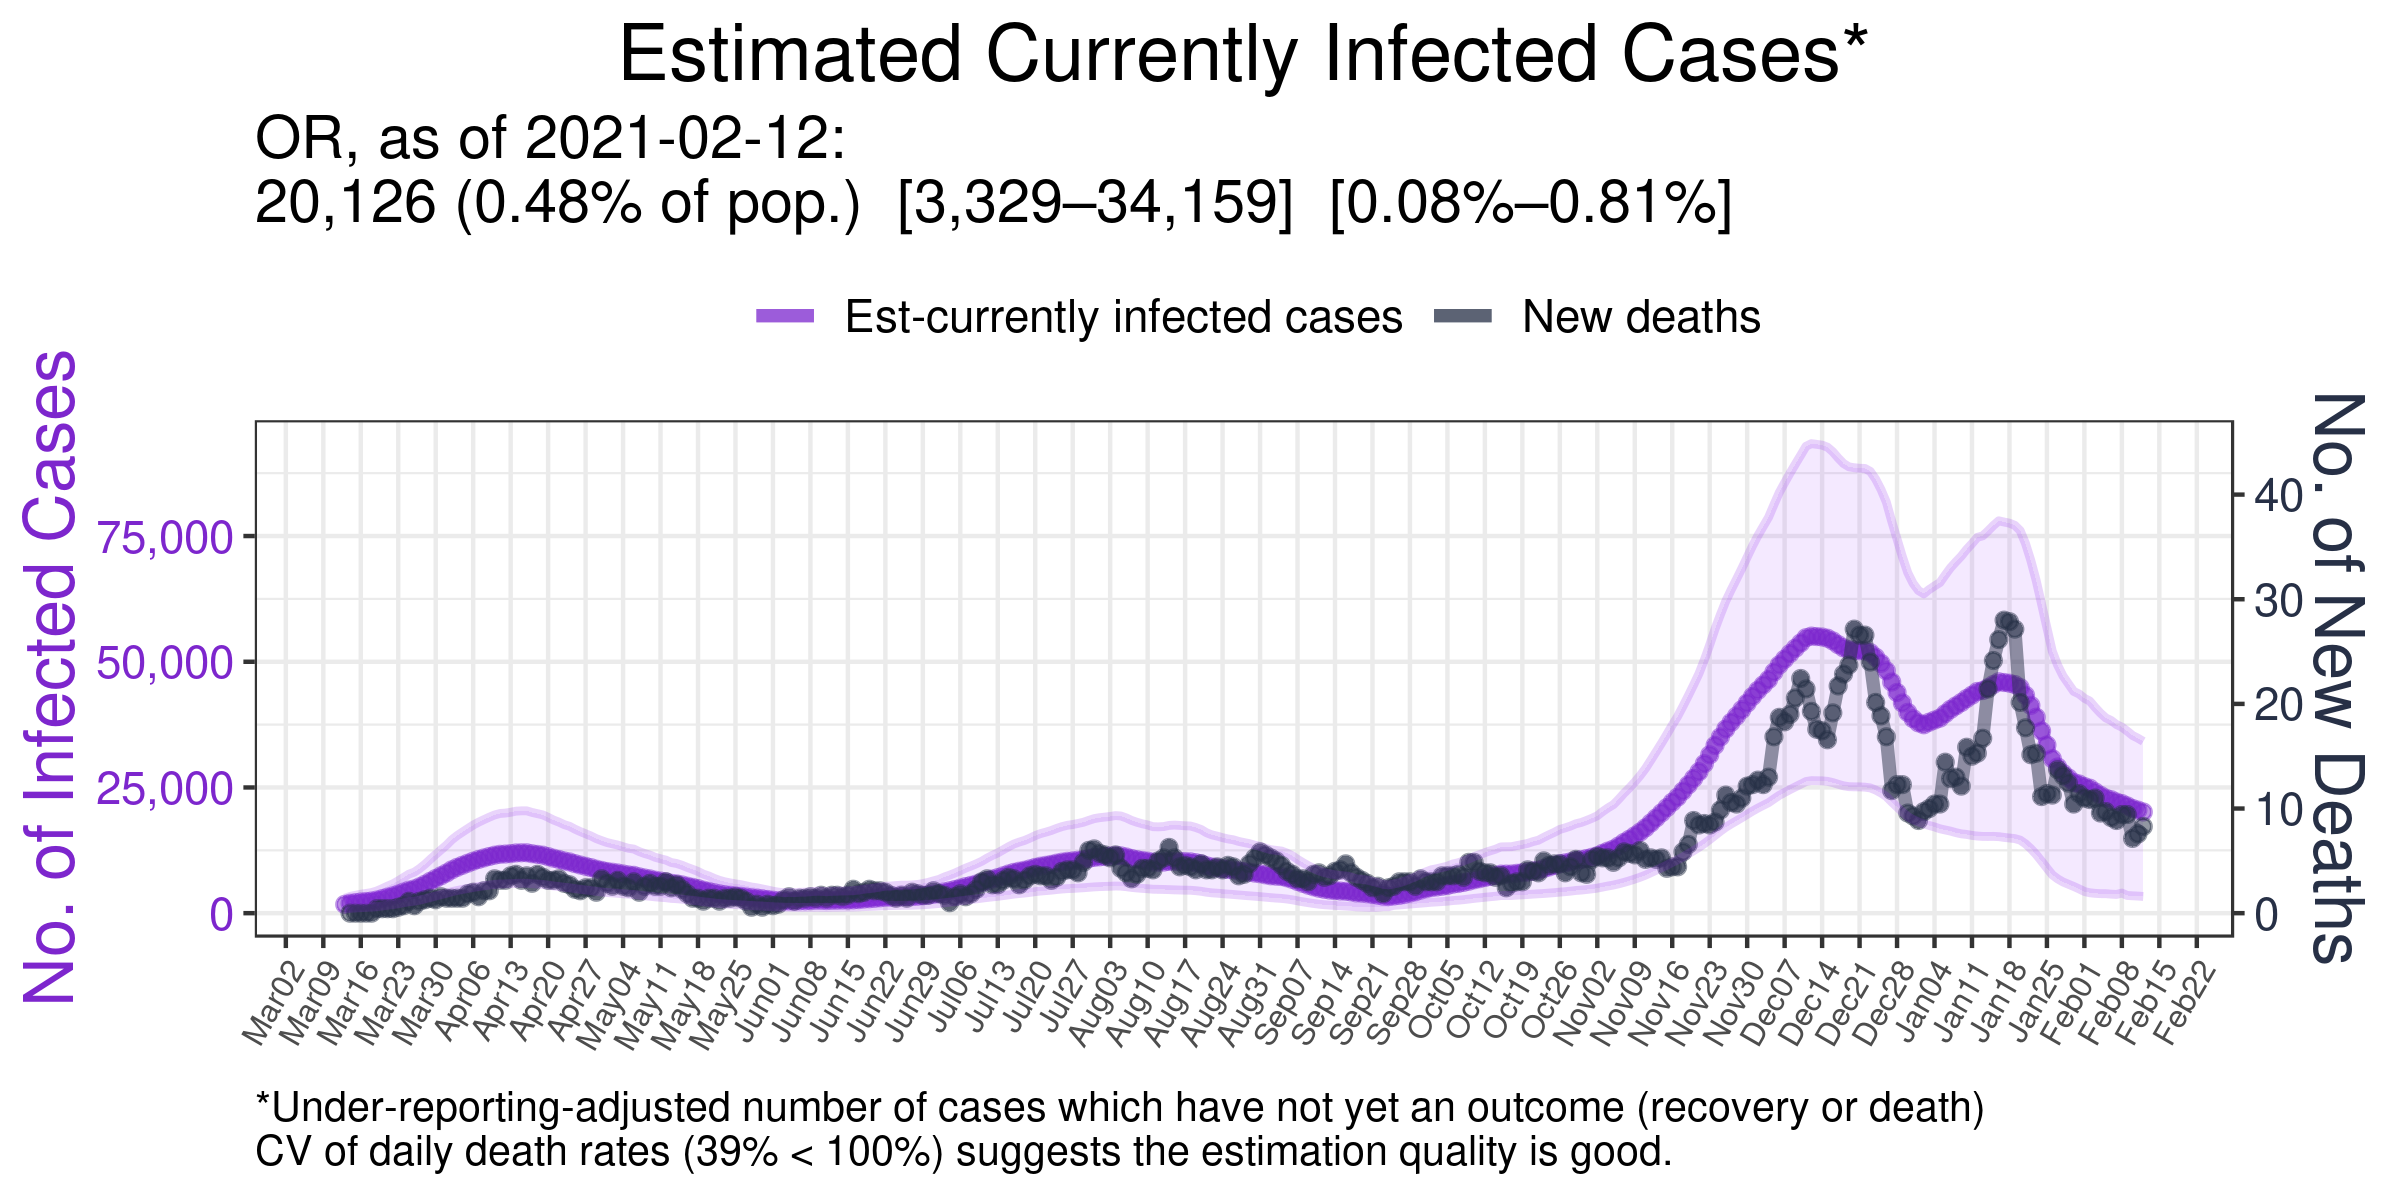 Estimated Currently Infected Cases*
OR, as of 2021-02-12:
20,126 (0.48% of pop.) [3,329–34,159] [0.08%–0.81%]
Est-currently infected cases New deaths
No. of Infected Cases
75,000
50,000
25,000
0
40
30
20
10
0
No. of New Deaths
Mar02 Mar09 Mar16 Mar23 Mar30 Apr06 Apr13 Apr20 Apr27 May04 May11 May18 May25 Jun01 Jun08 Jun15 Jun22 Jun29 Jul06 Jul13 Jul20 Jul27 Aug03 Aug10 Aug17 Aug24 Aug31 Sep07 Sep14 Sep21 Sep28 Oct05 Oct12 Oct19 Oct26 Nov02 Nov09 Nov16 Nov23 Nov30 Dec07 Dec14 Dec21 Dec28 Jan04 Jan11 Jan18 Jan25 Feb01 Feb08 Feb15 Feb22
*Under-reporting-adjusted number of cases which have not yet an outcome (recovery or death)
CV of daily death rates (39% < 100%) suggests the estimation quality is good.